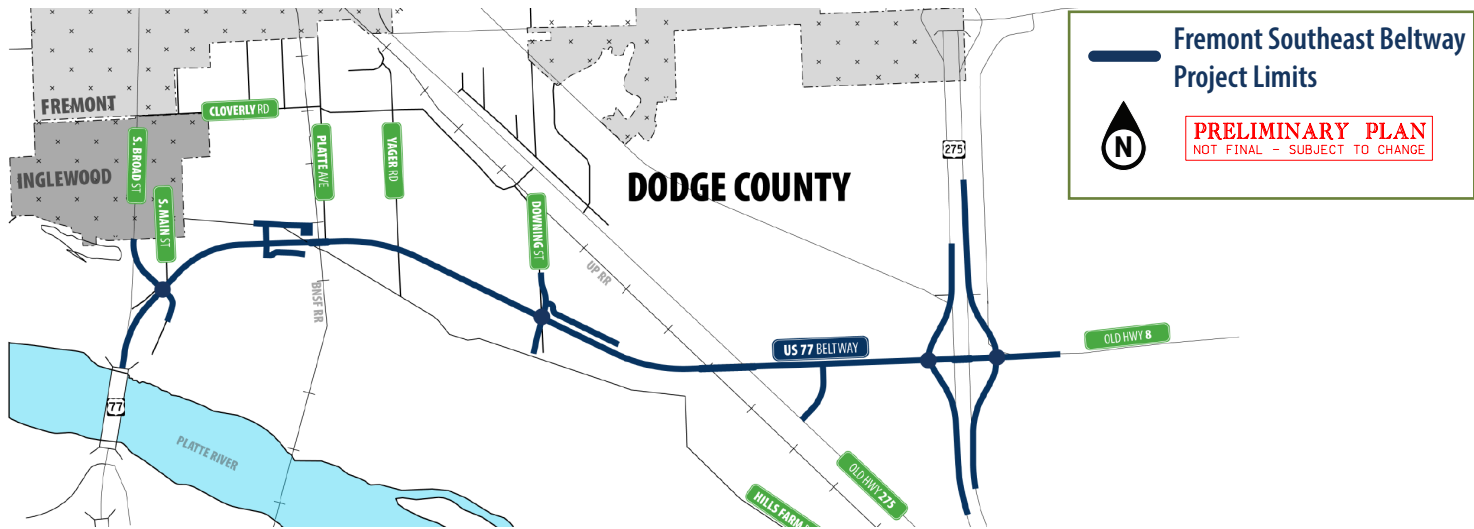 Fremont Southeast Beltway
Project Limits
N
PRELIMINARY PLAN
NOT FINAL - SUBJECT TO CHANGE
FREMONT
CLOVERLY RD
S. BROAD ST
PLATTE AVE
YAGER RD
275
INGLEWOOD
DODGE COUNTY
S. MAIN ST
DOWNING ST
UP RR
BNSF RR
US 77 BELTWAY
OLD HWY 8
77
PLATTE RIVER
OLD HWY 275
HILLS FARM